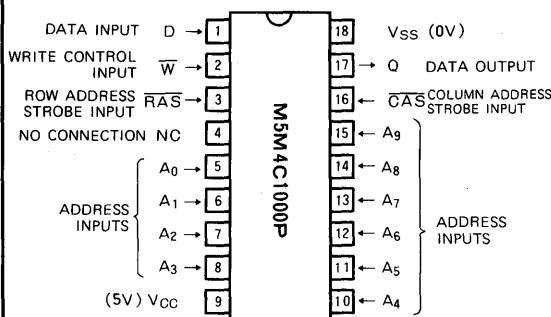 DATA INPUT D → 1
WRITE CONTROL
INPUT W̅ → 2
ROW ADDRESS
STROBE INPUT R̅A̅S̅ → 3
NO CONNECTION NC 4
ADDRESS
INPUTS
A0 → 5
A1 → 6
A2 → 7
A3 → 8
(5V) VCC 9
M5M4C1000P
18 VSS (0V)
17 → Q DATA OUTPUT
16 ← C̅A̅S̅ COLUMN ADDRESS
STROBE INPUT
15 ← A9
14 ← A8
13 ← A7
12 ← A6
11 ← A5
10 ← A4
ADDRESS
INPUTS